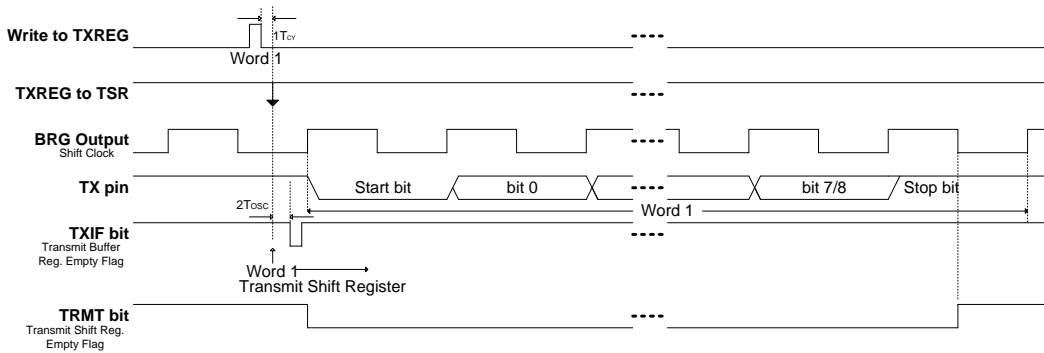 Write to TXREG
1TCY
Word 1
TXREG to TSR
BRG Output
Shift Clock
TX pin
Start bit
bit 0
bit 7/8
Stop bit
2TOSC
Word 1
TXIF bit
Transmit Buffer
Reg. Empty Flag
Word 1
Transmit Shift Register
TRMT bit
Transmit Shift Reg.
Empty Flag